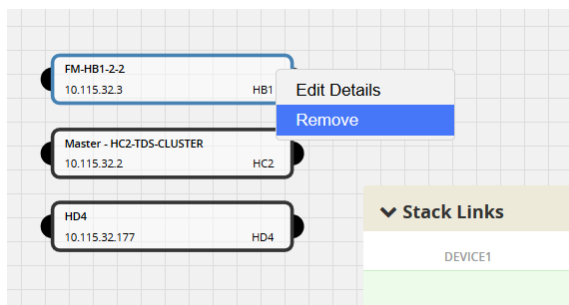 FM-HB1-2-2
10.115.32.3 HB1
Edit Details
Remove
Master - HC2-TDS-CLUSTER
10.115.32.2 HC2
HD4
10.115.32.177 HD4
Stack Links
DEVICE1